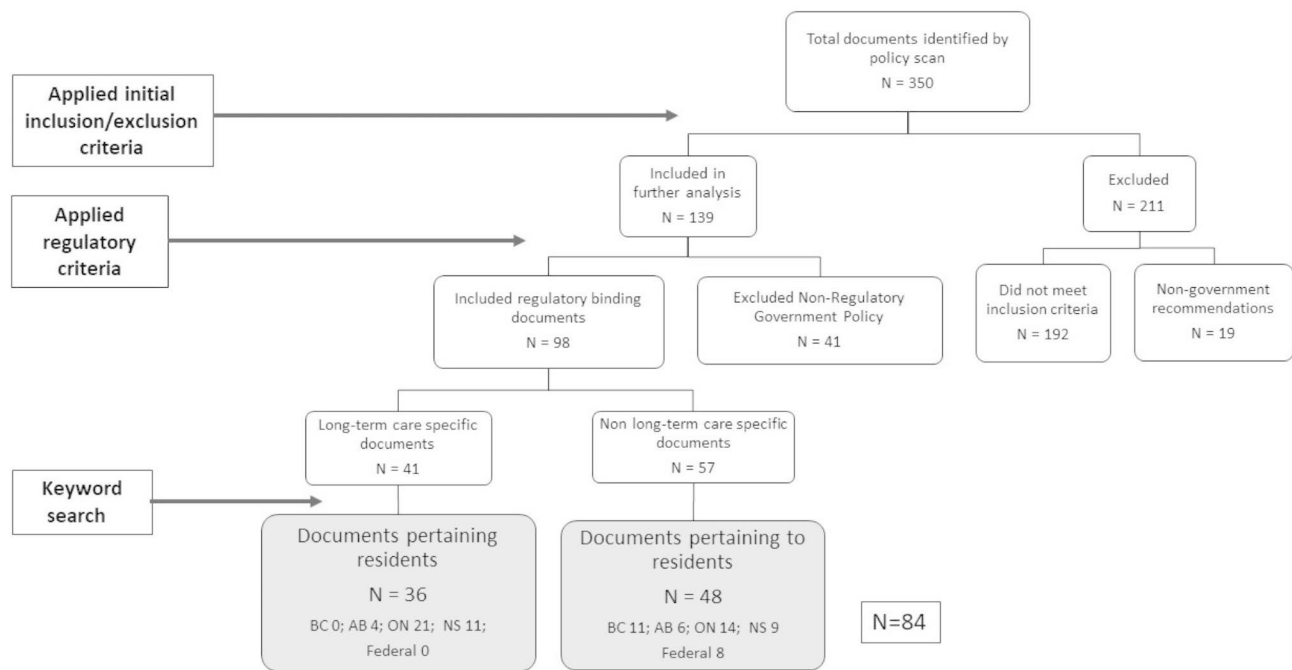 Total documents identified by
policy scan
N = 350
Applied initial
inclusion/exclusion
criteria
Included in
further analysis
N = 139
Excluded
N = 211
Applied
regulatory
criteria
Included regulatory binding
documents
N = 98
Excluded Non-Regulatory
Government Policy
N = 41
Did not meet
inclusion criteria
N = 192
Non-government
recommendations
N = 19
Long-term care specific
documents
N = 41
Non long-term care specific
documents
N = 57
Keyword
search
Documents pertaining
residents
N = 36
BC 0; AB 4; ON 21; NS 11;
Federal 0
Documents pertaining to
residents
N = 48
BC 11; AB 6; ON 14; NS 9
Federal 8
N=84